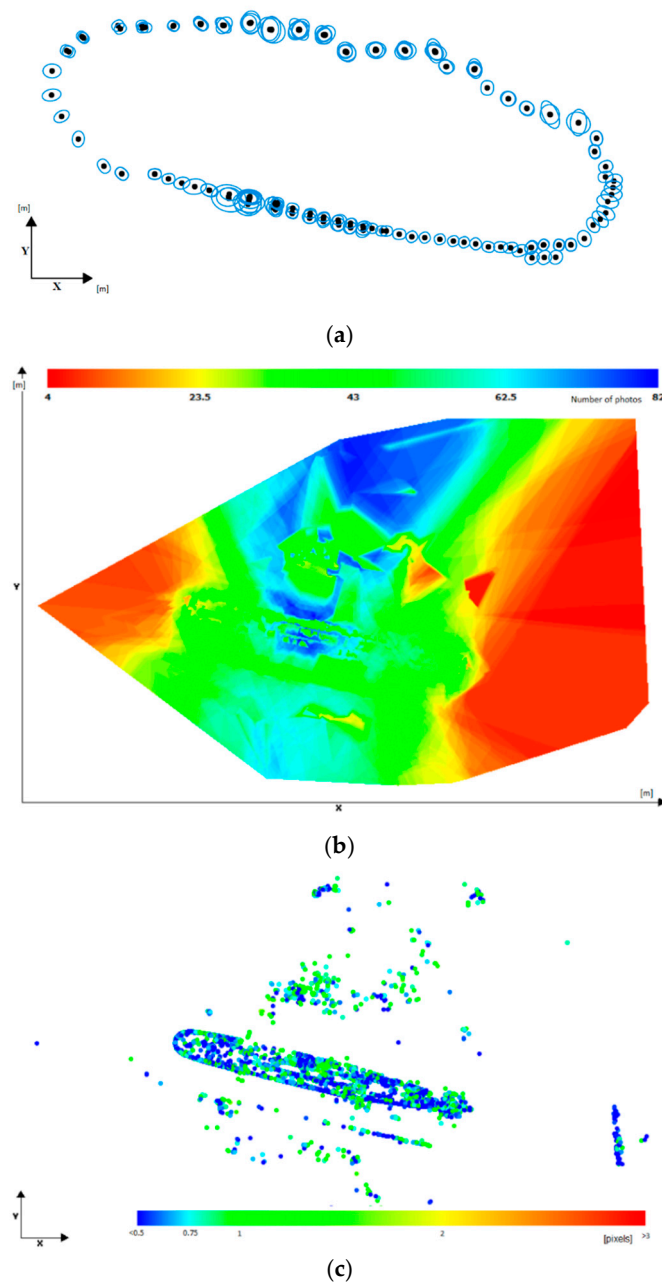 [m]
Y
X
[m]
(a)
[m]
4
23.5
43
62.5
Number of photos
82
Y
[m]
X
(b)
Y
X
<0.5
0.75
1
2
[pixels]
>3
(c)